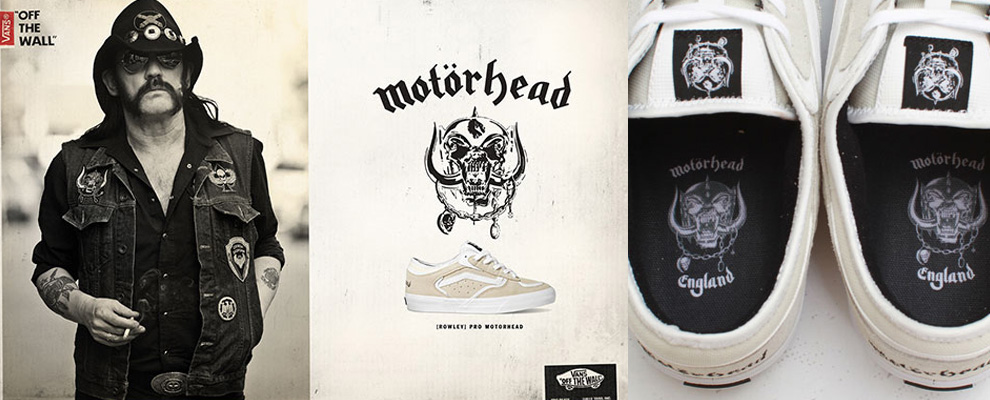 VANS®
"OFF
THE
WALL"
motörhead
[ROWLEY] PRO MOTORHEAD
VANS
"OFF THE WALL"
Motörhead
England
Motörhead
England